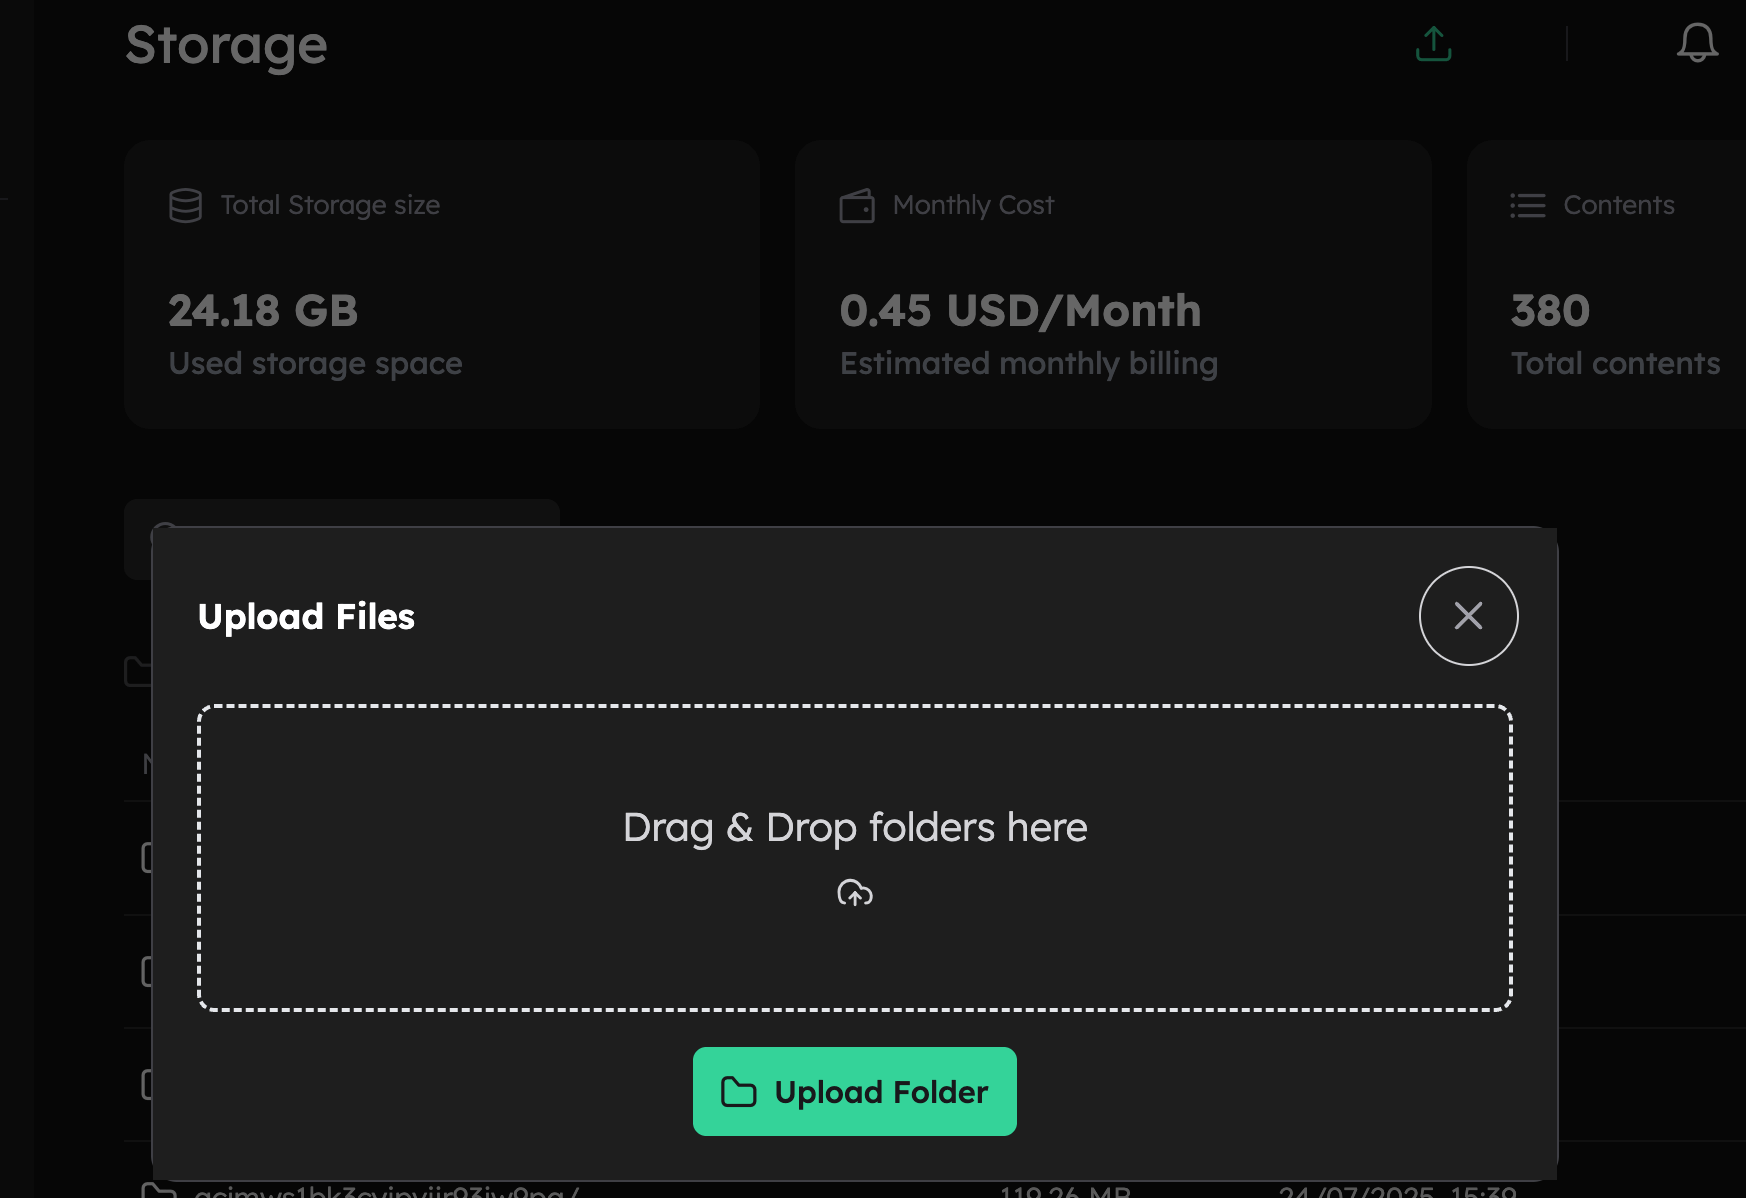 Storage
Total Storage size
Monthly Cost
Contents
24.18 GB
0.45 USD/Month
380
Used storage space
Estimated monthly billing
Total contents
Upload Files
Drag & Drop folders here
Upload Folder
119.26 MB
24/07/2025, 15:39